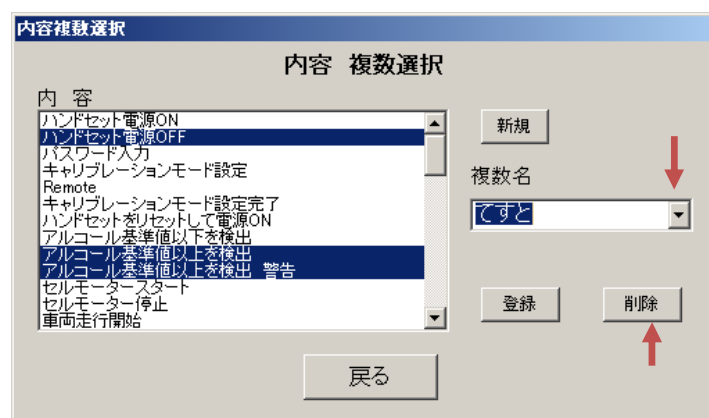 内容複数選択
内容 複数選択
内 容
ハンドセット電源ON
ハンドセット電源OFF
パスワード入力
キャリブレーションモード設定
Remote
キャリブレーションモード設定完了
ハンドセットをリセットして電源ON
アルコール基準値以下を検出
アルコール基準値以上を検出
アルコール基準値以上を検出 警告
セルモータースタート
セルモーター停止
車両走行開始
新規
複数名
てすと
登録
削除
戻る